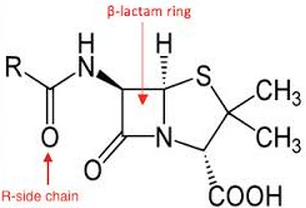 β-lactam ring
H
H
R
N
S
CH₃
CH₃
N
O
O
COOH
R-side chain